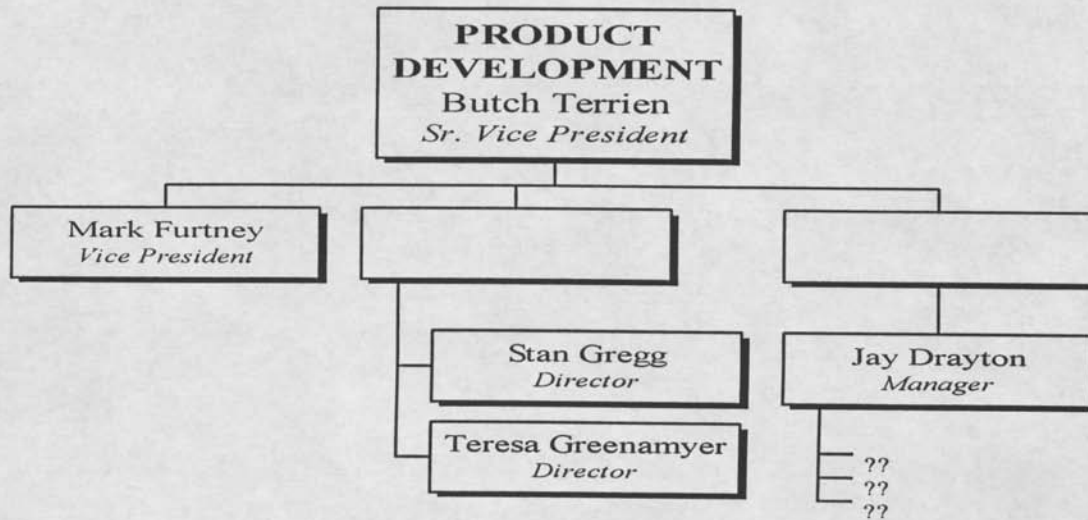 PRODUCT
DEVELOPMENT
Butch Terrien
Sr. Vice President
Mark Furtney
Vice President
Stan Gregg
Director
Teresa Greenamyer
Director
Jay Drayton
Manager
??
??
??